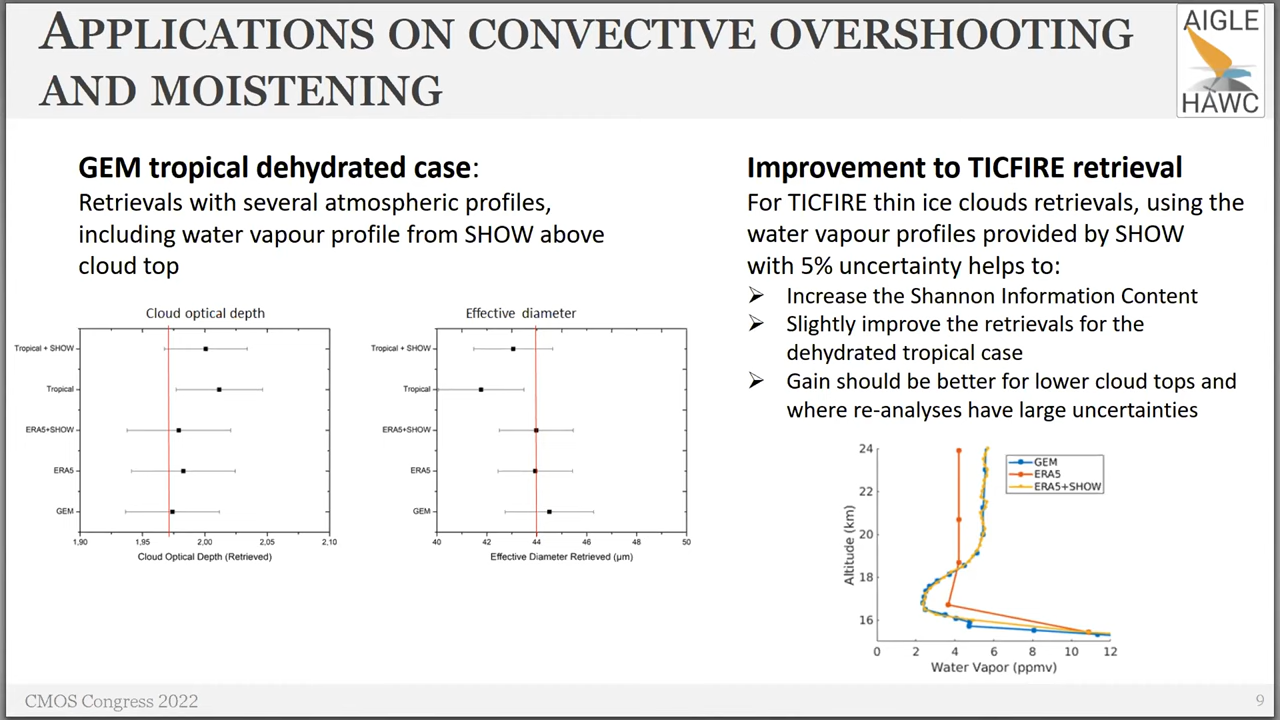 APPLICATIONS ON CONVECTIVE OVERSHOOTING
AND MOISTENING
AIGLE
HAWC
GEM tropical dehydrated case:
Retrievals with several atmospheric profiles,
including water vapour profile from SHOW above
cloud top
Cloud optical depth
Tropical + SHOW
Tropical
ERA5+SHOW
ERA5
GEM
1,90 1,95 2,00 2,05 2,10
Cloud Optical Depth (Retrieved)
Effective diameter
Tropical + SHOW
Tropical
ERA5+SHOW
ERA5
GEM
40 42 44 46 48 50
Effective Diameter Retrieved (µm)
Improvement to TICFIRE retrieval
For TICFIRE thin ice clouds retrievals, using the
water vapour profiles provided by SHOW
with 5% uncertainty helps to:
➢ Increase the Shannon Information Content
➢ Slightly improve the retrievals for the
dehydrated tropical case
➢ Gain should be better for lower cloud tops and
where re-analyses have large uncertainties
24
22
20
18
16
Altitude (km)
GEM
ERA5
ERA5+SHOW
0 2 4 6 8 10 12
Water Vapor (ppmv)
CMOS Congress 2022
9